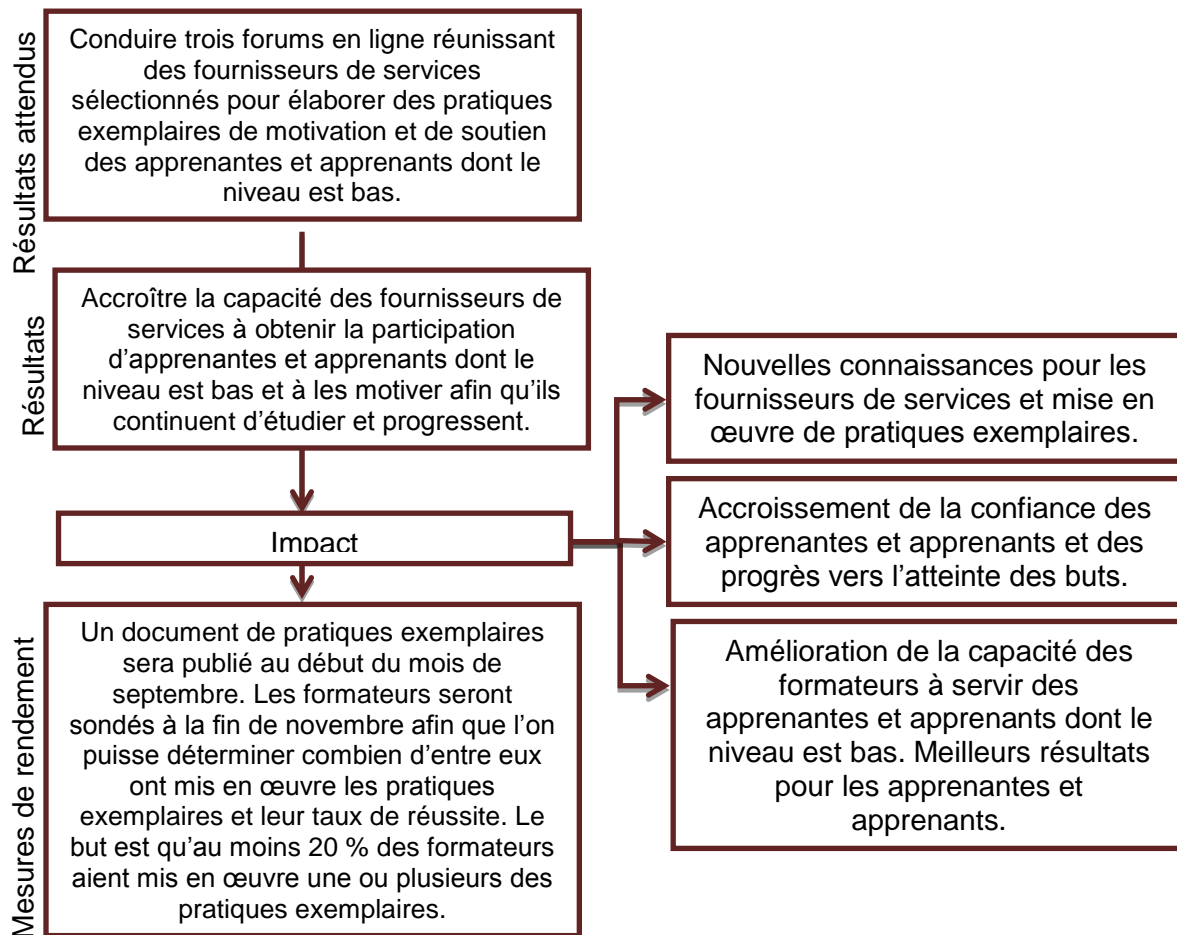 Résultats attendus
Conduire trois forums en ligne réunissant
des fournisseurs de services
sélectionnés pour élaborer des pratiques
exemplaires de motivation et de soutien
des apprenantes et apprenants dont le
niveau est bas.
Résultats
Accroître la capacité des fournisseurs de
services à obtenir la participation
d’apprenantes et apprenants dont le
niveau est bas et à les motiver afin qu’ils
continuent d’étudier et progressent.
Impact
Nouvelles connaissances pour les
fournisseurs de services et mise en
œuvre de pratiques exemplaires.
Accroissement de la confiance des
apprenantes et apprenants et des
progrès vers l’atteinte des buts.
Amélioration de la capacité des
formateurs à servir des
apprenantes et apprenants dont le
niveau est bas. Meilleurs résultats
pour les apprenantes et
apprenants.
Mesures de rendement
Un document de pratiques exemplaires
sera publié au début du mois de
septembre. Les formateurs seront
sondés à la fin de novembre afin que l’on
puisse déterminer combien d’entre eux
ont mis en œuvre les pratiques
exemplaires et leur taux de réussite. Le
but est qu’au moins 20 % des formateurs
aient mis en œuvre une ou plusieurs des
pratiques exemplaires.